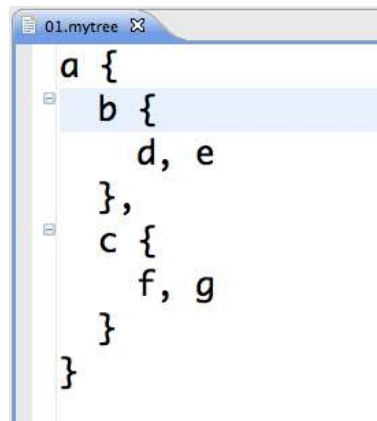 01.mytree
a {
b {
d, e
},
c {
f, g
}
}